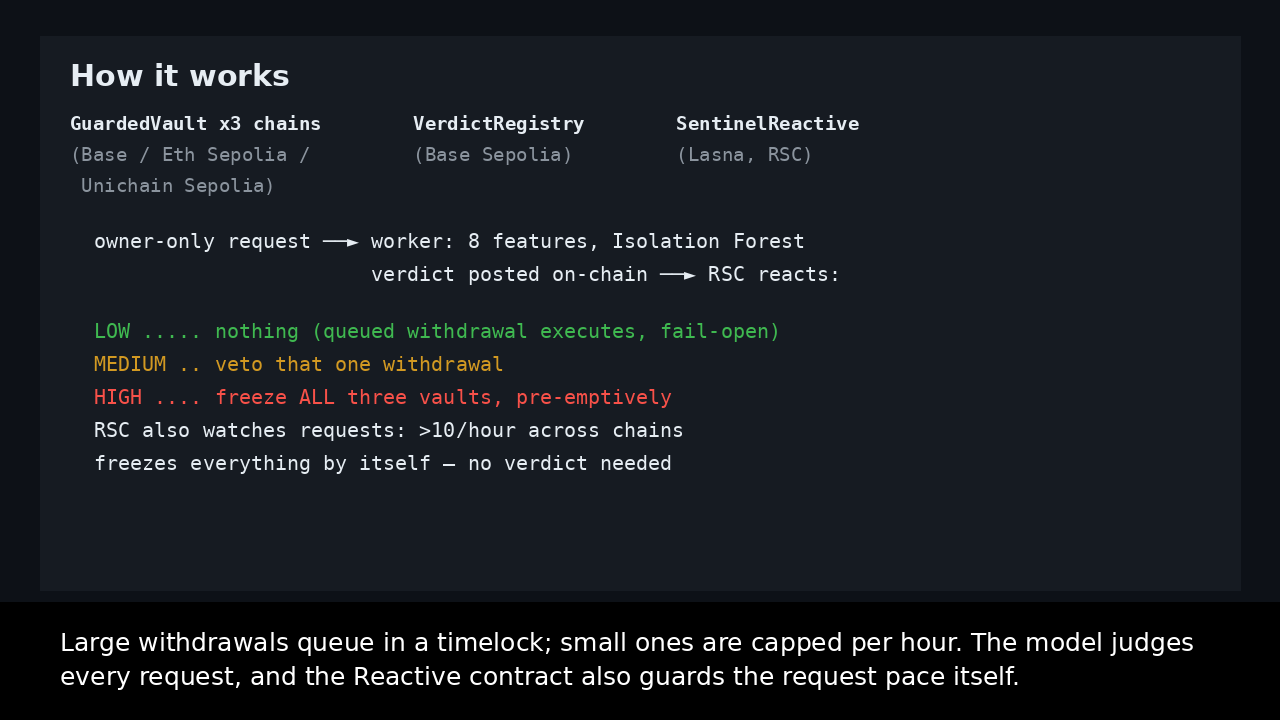 How it works
GuardedVault x3 chains VerdictRegistry SentinelReactive
(Base / Eth Sepolia / (Base Sepolia) (Lasna, RSC)
Unichain Sepolia)
owner-only request ──► worker: 8 features, Isolation Forest
verdict posted on-chain ──► RSC reacts:
LOW ..... nothing (queued withdrawal executes, fail-open)
MEDIUM .. veto that one withdrawal
HIGH .... freeze ALL three vaults, pre-emptively
RSC also watches requests: >10/hour across chains
freezes everything by itself — no verdict needed
Large withdrawals queue in a timelock; small ones are capped per hour. The model judges
every request, and the Reactive contract also guards the request pace itself.